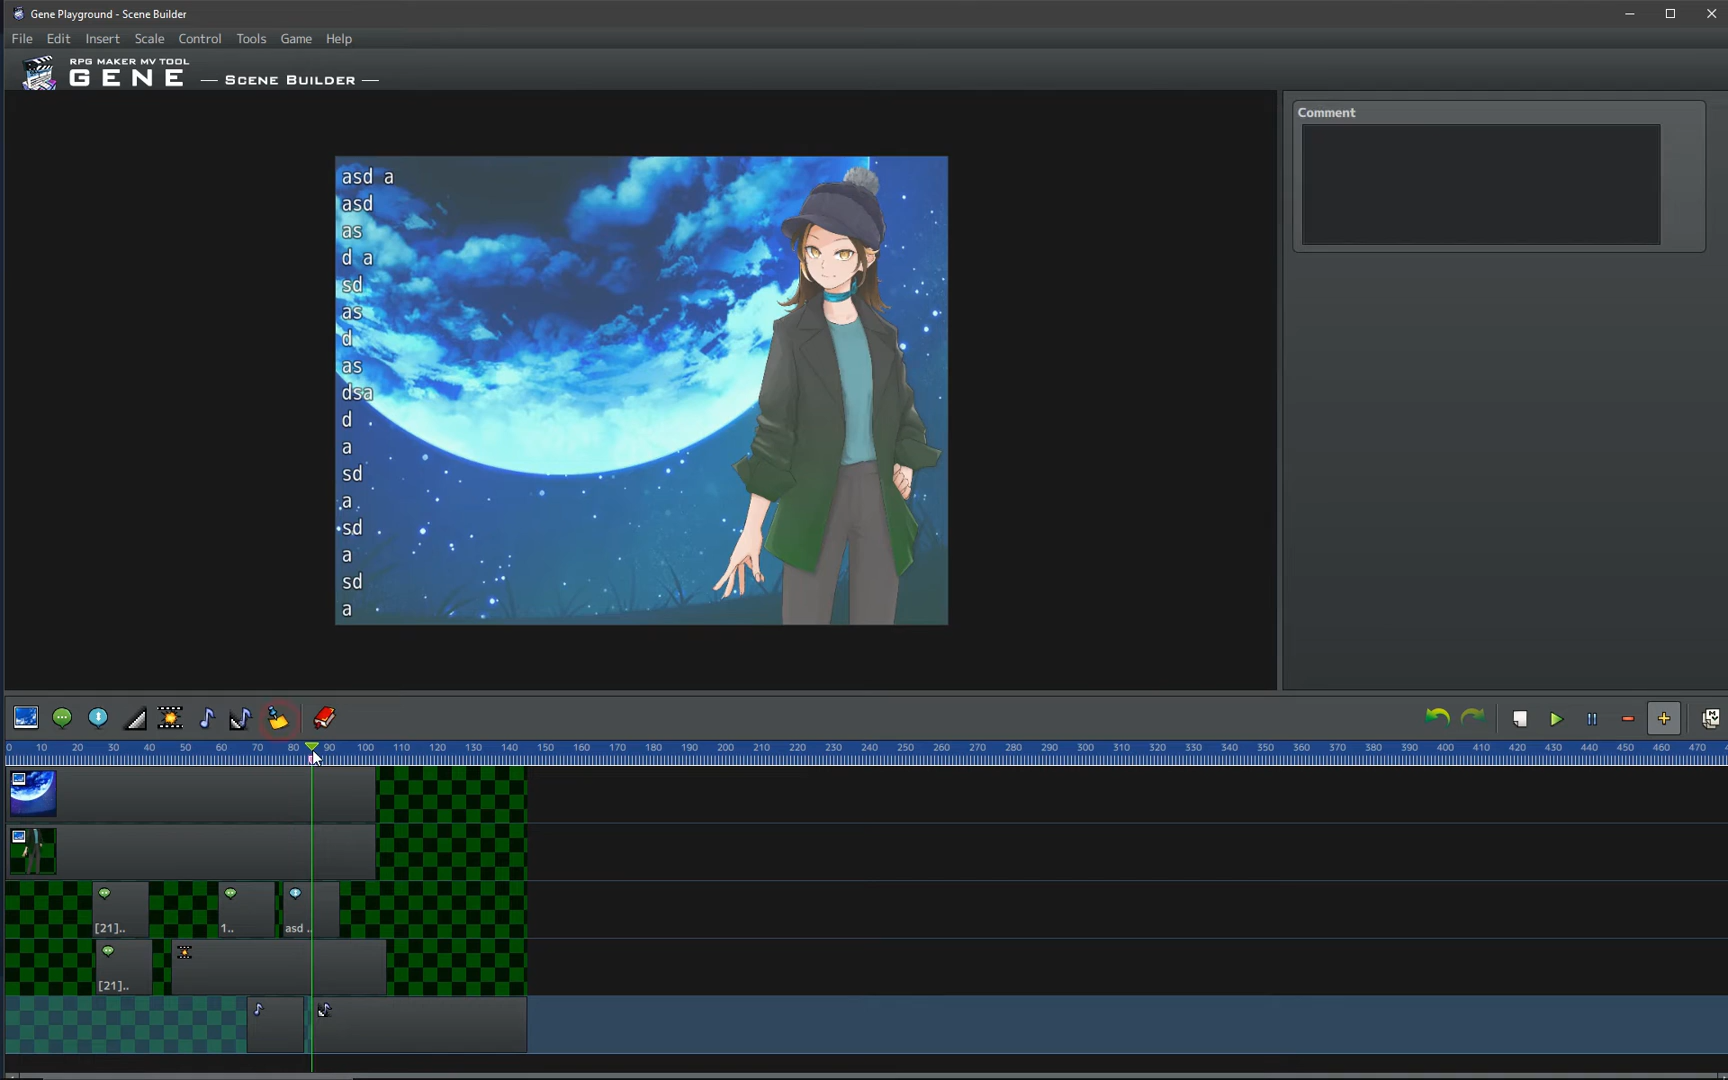 Gene Playground - Scene Builder
File Edit Insert Scale Control Tools Game Help
RPG MAKER MV TOOL
GENE — SCENE BUILDER —
Comment
asd a
asd
as
d a
sd
as
d
as
dsa
d
a
sd
a
sd
a
sd
a
0 10 20 30 40 50 60 70 80 90 100 110 120 130 140 150 160 170 180 190 200 210 220 230 240 250 260 270 280 290 300 310 320 330 340 350 360 370 380 390 400 410 420 430 440 450 460 470
[21].. 1.. asd ..
[21]..